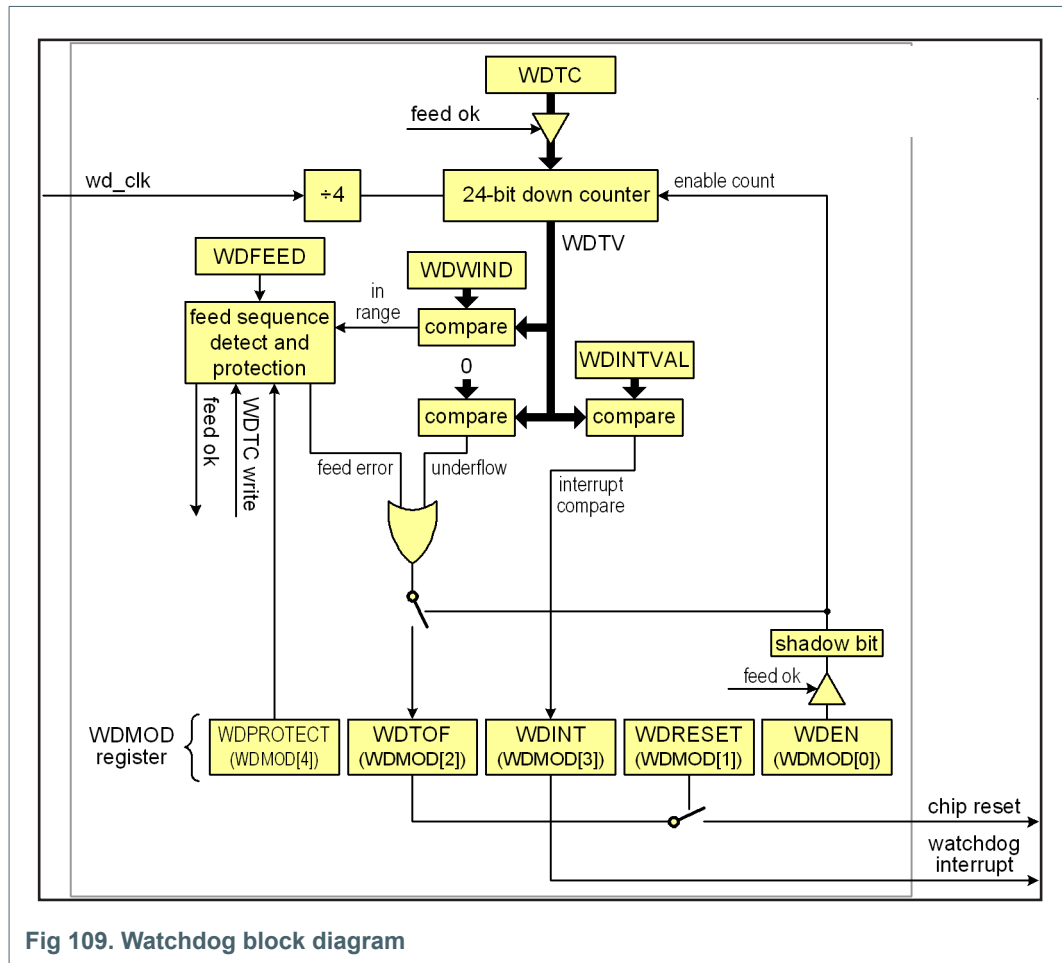 WDTC
feed ok
wd_clk
÷4
24-bit down counter
enable count
WDTV
WDFEED
WDWIND
in
range
feed sequence
detect and
protection
compare
0
WDINTVAL
compare
compare
feed ok
WDTC write
feed error
underflow
interrupt
compare
shadow bit
feed ok
WDMOD
register
WDPROTECT
(WDMOD[4])
WDTOF
(WDMOD[2])
WDINT
(WDMOD[3])
WDRESET
(WDMOD[1])
WDEN
(WDMOD[0])
chip reset
watchdog
interrupt
Fig 109. Watchdog block diagram